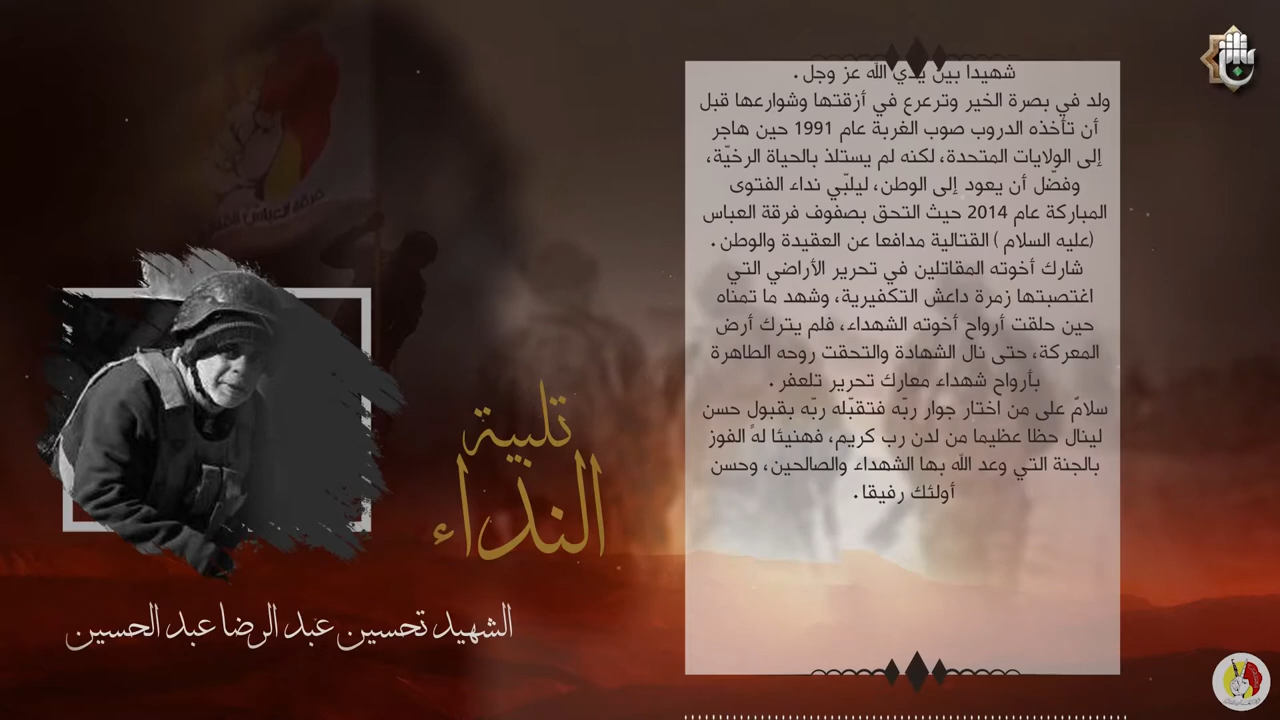 شهيدا بين يدي الله عز وجل .
ولد في بصرة الخير وترعرع في أزقتها وشوارعها قبل
أن تأخذه الدروب صوب الغربة عام 1991 حين هاجر
إلى الولايات المتحدة، لكنه لم يستلذ بالحياة الرخيّة،
وفضّل أن يعود إلى الوطن، ليلبّي نداء الفتوى
المباركة عام 2014 حيث التحق بصفوف فرقة العباس
(عليه السلام ) القتالية مدافعا عن العقيدة والوطن .
شارك أخوته المقاتلين في تحرير الأراضي التي
اغتصبتها زمرة داعش التكفيرية، وشهد ما تمناه
حين حلقت أرواح أخوته الشهداء، فلم يترك أرض
المعركة، حتى نال الشهادة والتحقت روحه الطاهرة
بأرواح شهداء معارك تحرير تلعفر .
سلامٌ على من اختار جوار ربّه فتقبّله ربّه بقبول حسن
لينال حظا عظيما من لدن رب كريم، فهنيئا لهُ الفوز
بالجنة التي وعد الله بها الشهداء والصالحين، وحسن
أولئك رفيقا .
تلبية
النداء
الشهيد تحسين عبد الرضا عبد الحسين